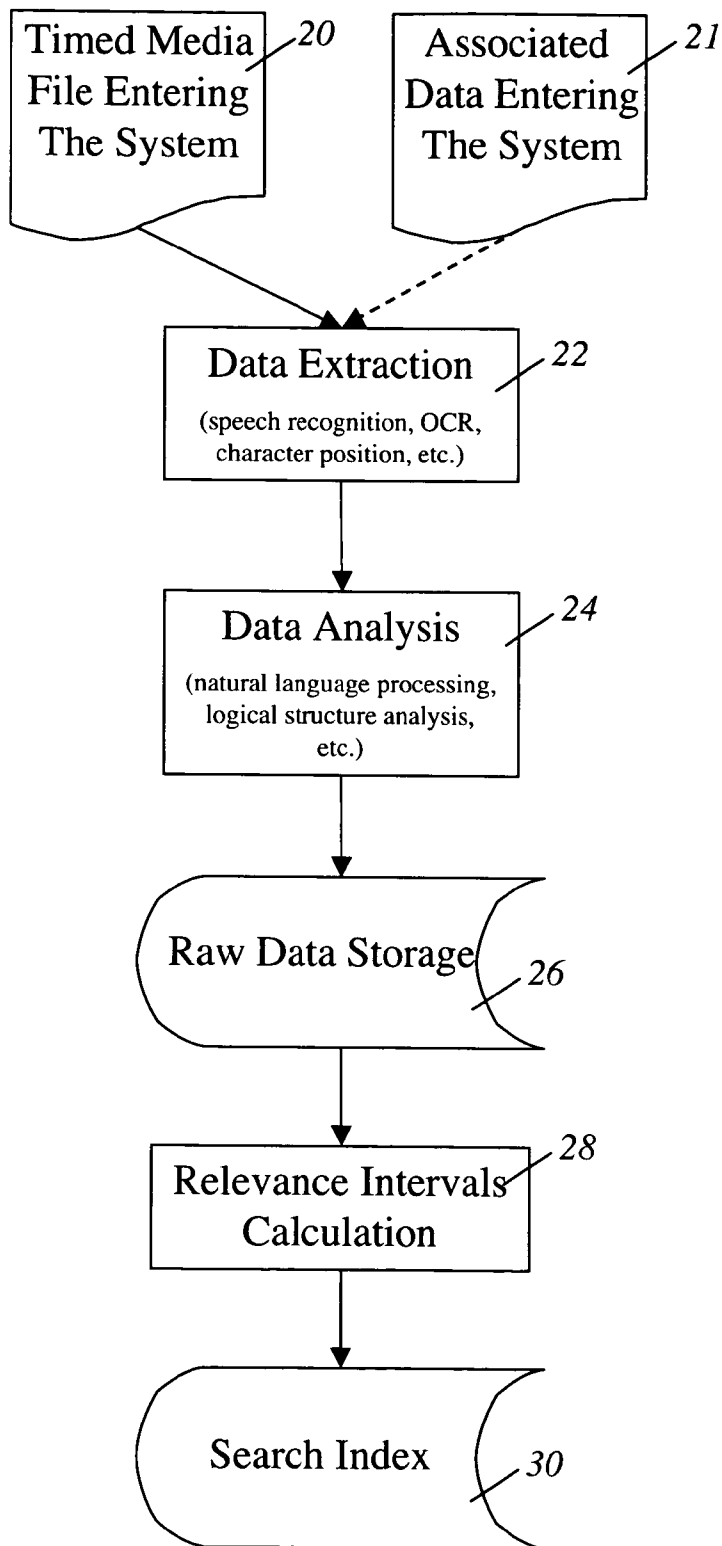 Timed Media
File Entering
The System
20
Associated
Data Entering
The System
21
Data Extraction
(speech recognition, OCR,
character position, etc.)
22
Data Analysis
(natural language processing,
logical structure analysis,
etc.)
24
Raw Data Storage
26
Relevance Intervals
Calculation
28
Search Index
30